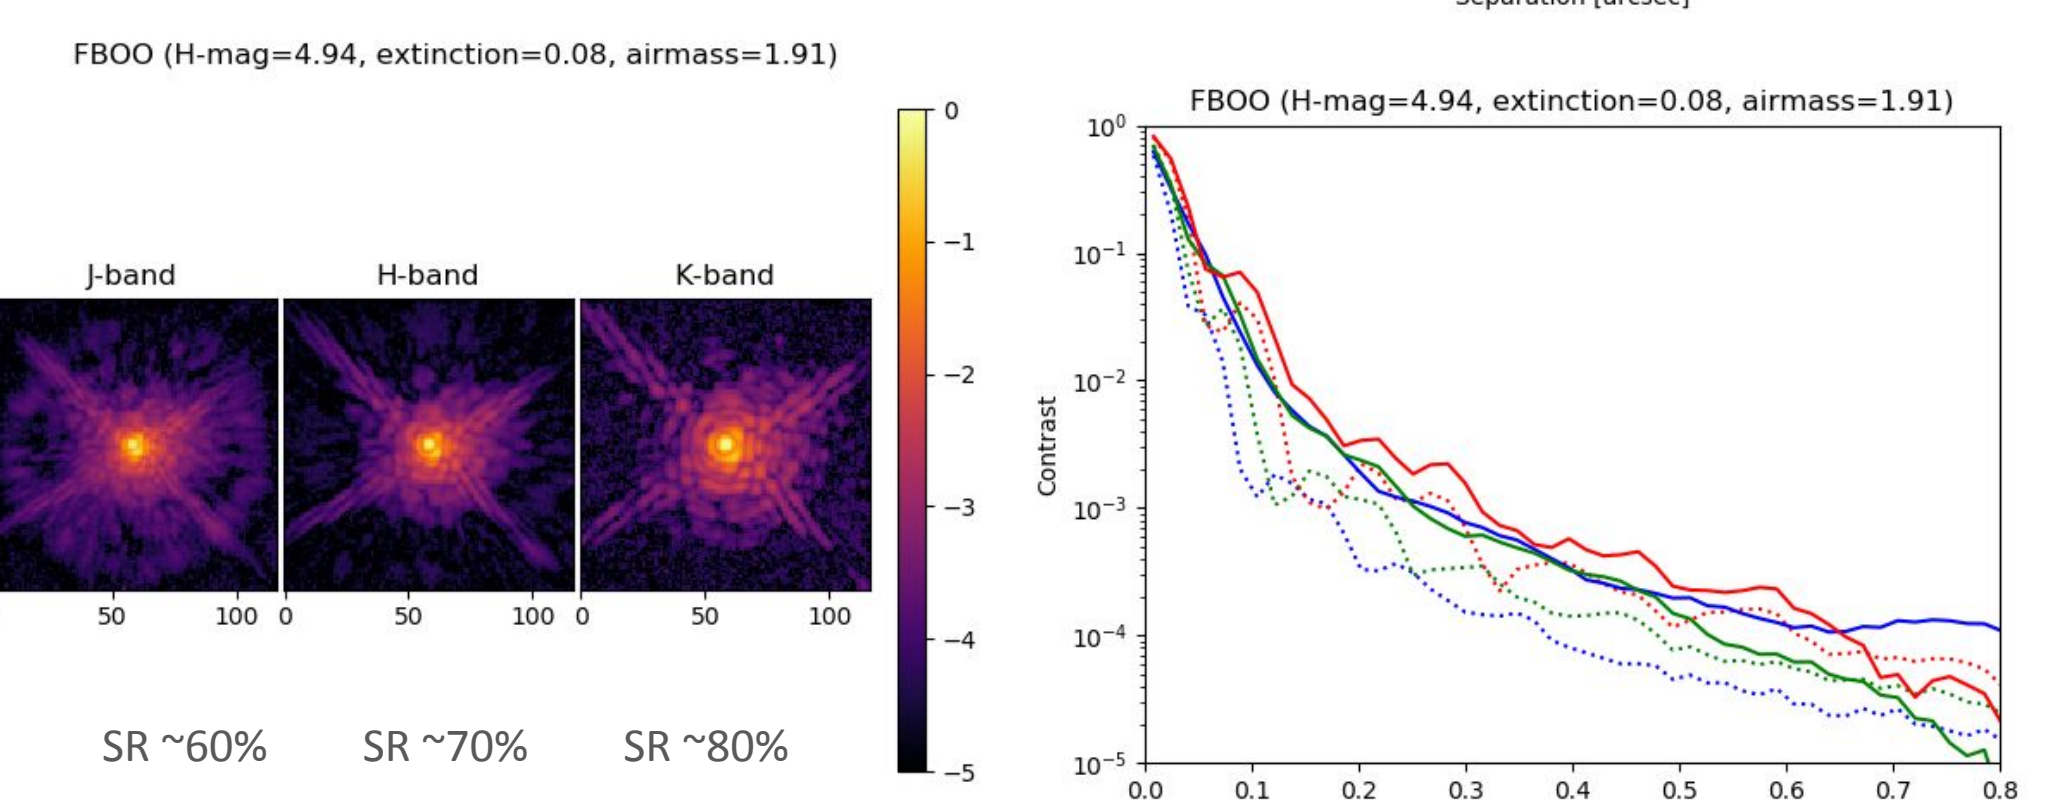 Separation [arcsec]
FBOO (H-mag=4.94, extinction=0.08, airmass=1.91)
J-band
H-band
K-band
50
100
0
50
100
0
50
100
0
−1
−2
−3
−4
−5
SR ~60%
SR ~70%
SR ~80%
FBOO (H-mag=4.94, extinction=0.08, airmass=1.91)
Contrast
10⁰
10⁻¹
10⁻²
10⁻³
10⁻⁴
10⁻⁵
0.0
0.1
0.2
0.3
0.4
0.5
0.6
0.7
0.8